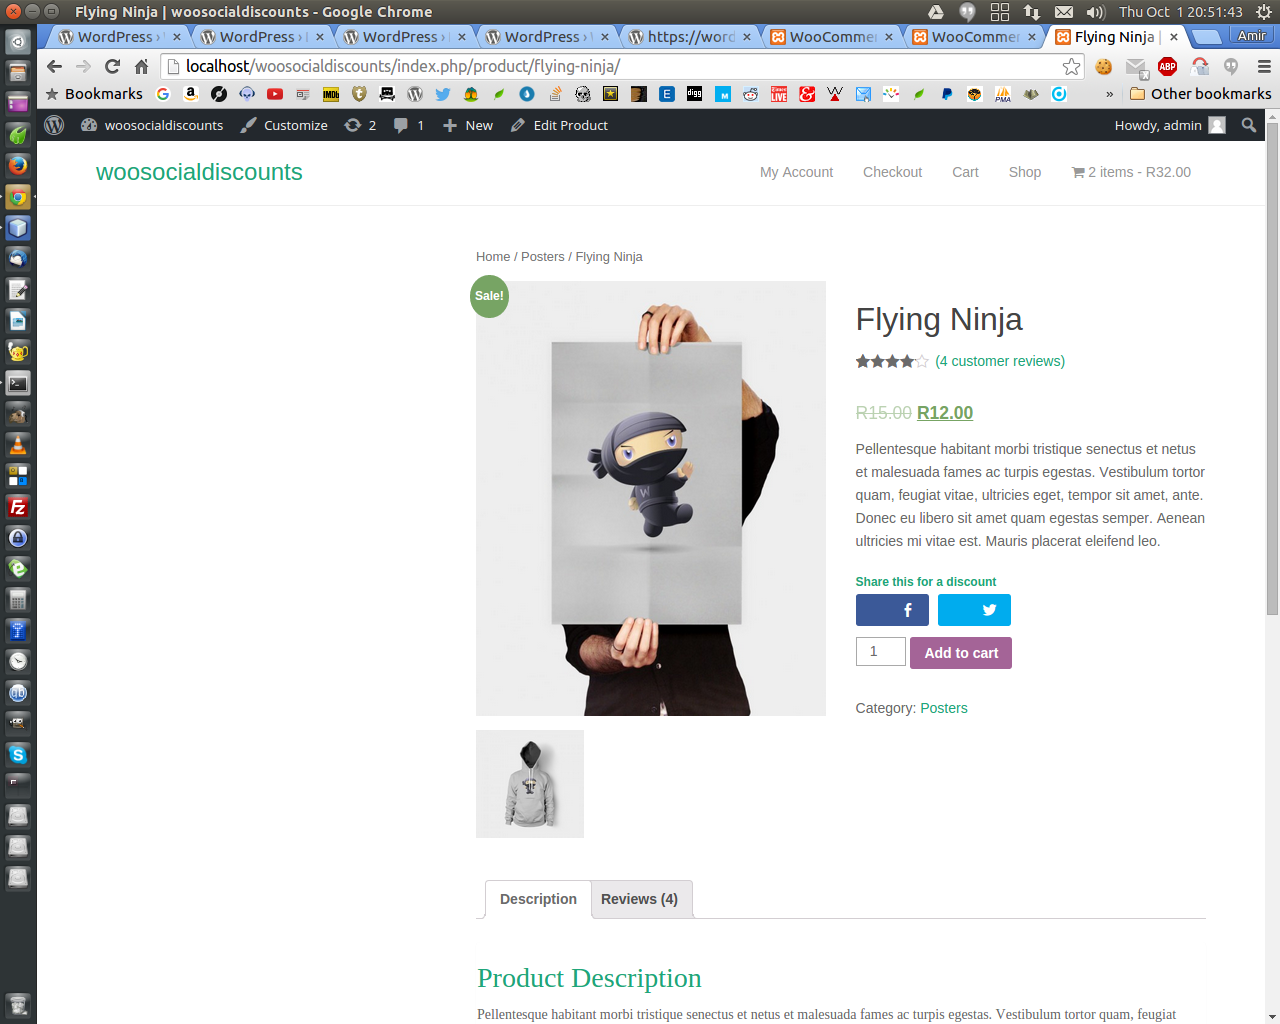 Flying Ninja | woosocialdiscounts - Google Chrome
Thu Oct 1 20:51:43
WordPress ›
WordPress ›
WordPress ›
WordPress ›
https://word
WooComme
WooCommer
Flying Ninja |
Amir
localhost/woosocialdiscounts/index.php/product/flying-ninja/
ABP
Bookmarks
IMDb
digg
PMA
»
Other bookmarks
woosocialdiscounts
Customize
2
1
New
Edit Product
Howdy, admin
woosocialdiscounts
My Account
Checkout
Cart
Shop
2 items - R32.00
Home / Posters / Flying Ninja
Sale!
W
Flying Ninja
(4 customer reviews)
R15.00 R12.00
Pellentesque habitant morbi tristique senectus et netus
et malesuada fames ac turpis egestas. Vestibulum tortor
quam, feugiat vitae, ultricies eget, tempor sit amet, ante.
Donec eu libero sit amet quam egestas semper. Aenean
ultricies mi vitae est. Mauris placerat eleifend leo.
Share this for a discount
1
Add to cart
Category: Posters
Description
Reviews (4)
Product Description
Pellentesque habitant morbi tristique senectus et netus et malesuada fames ac turpis egestas. Vestibulum tortor quam, feugiat